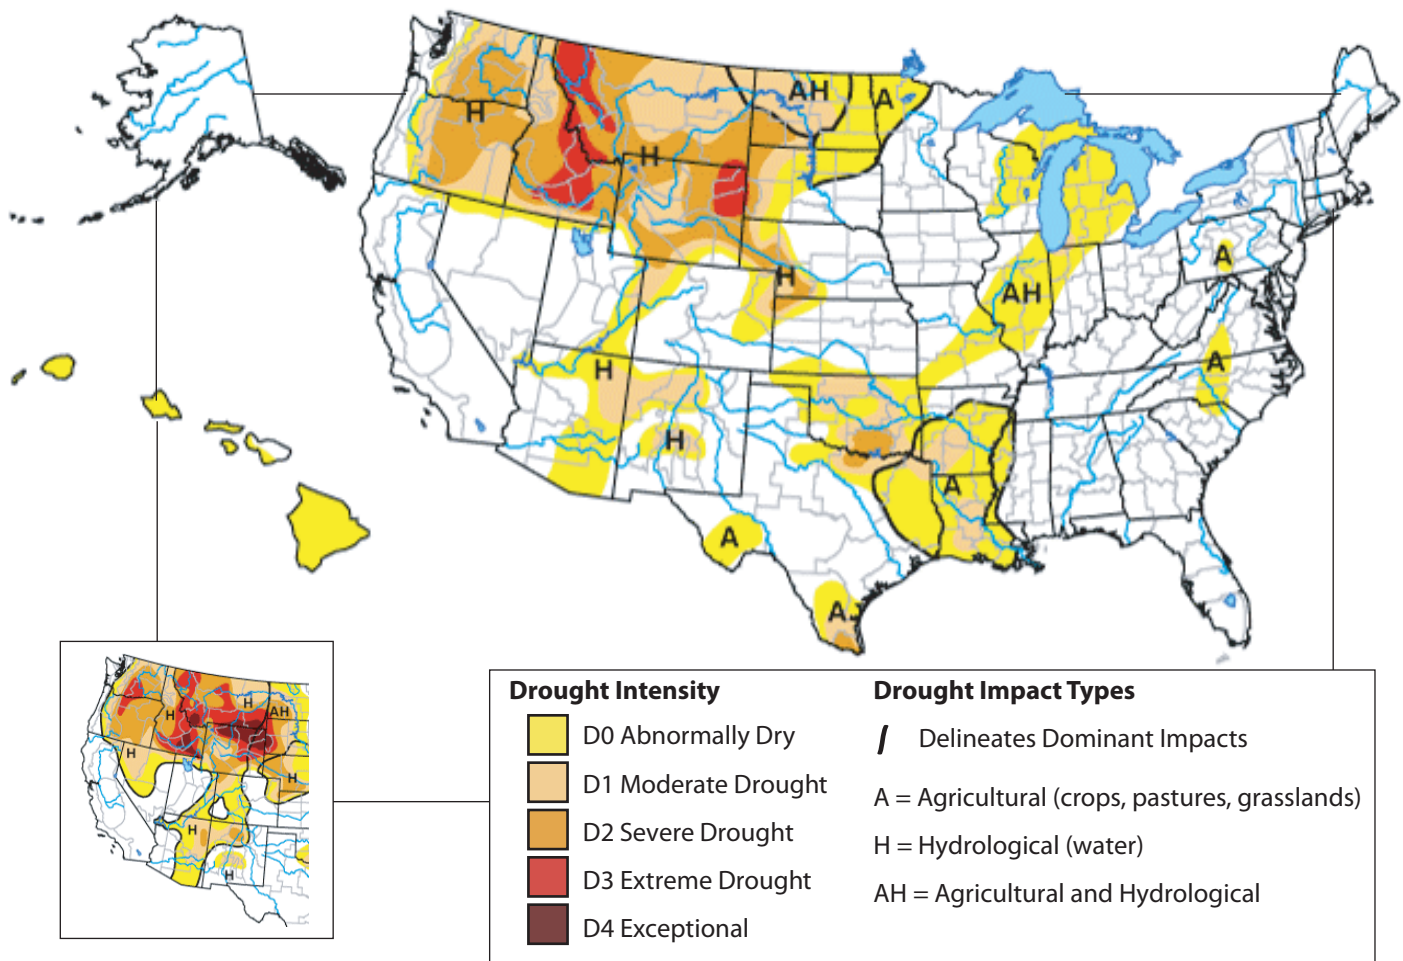 H
AH
A
H
H
A
AH
A
H
H
A
A
A
H
H
AH
H
H
H
H
Drought Intensity
D0 Abnormally Dry
D1 Moderate Drought
D2 Severe Drought
D3 Extreme Drought
D4 Exceptional
Drought Impact Types
Delineates Dominant Impacts
A = Agricultural (crops, pastures, grasslands)
H = Hydrological (water)
AH = Agricultural and Hydrological